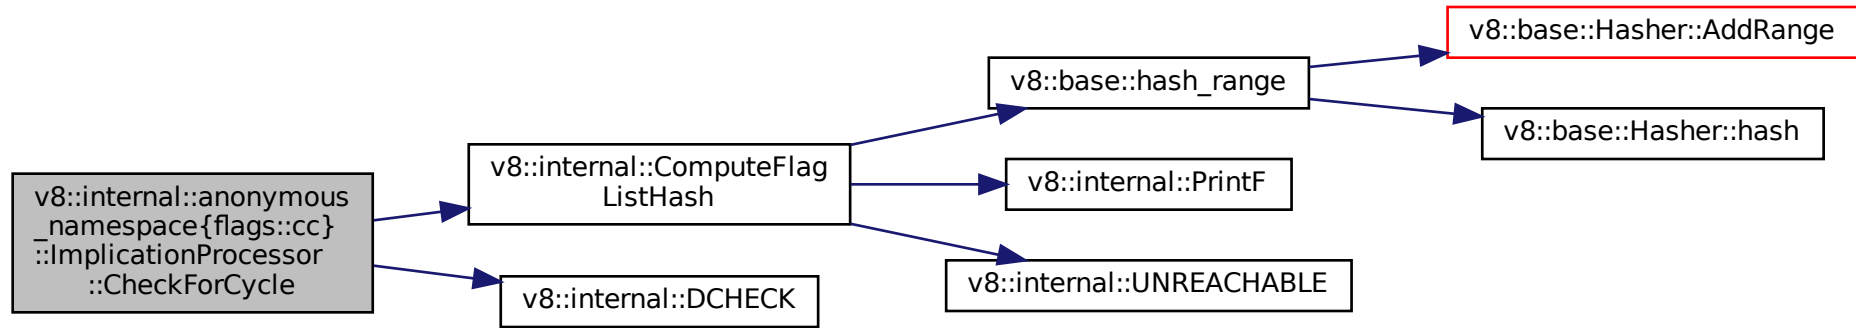 v8::internal::anonymous
_namespace{flags::cc}
::ImplicationProcessor
::CheckForCycle
v8::internal::ComputeFlag
ListHash
v8::internal::DCHECK
v8::base::hash_range
v8::internal::PrintF
v8::internal::UNREACHABLE
v8::base::Hasher::AddRange
v8::base::Hasher::hash